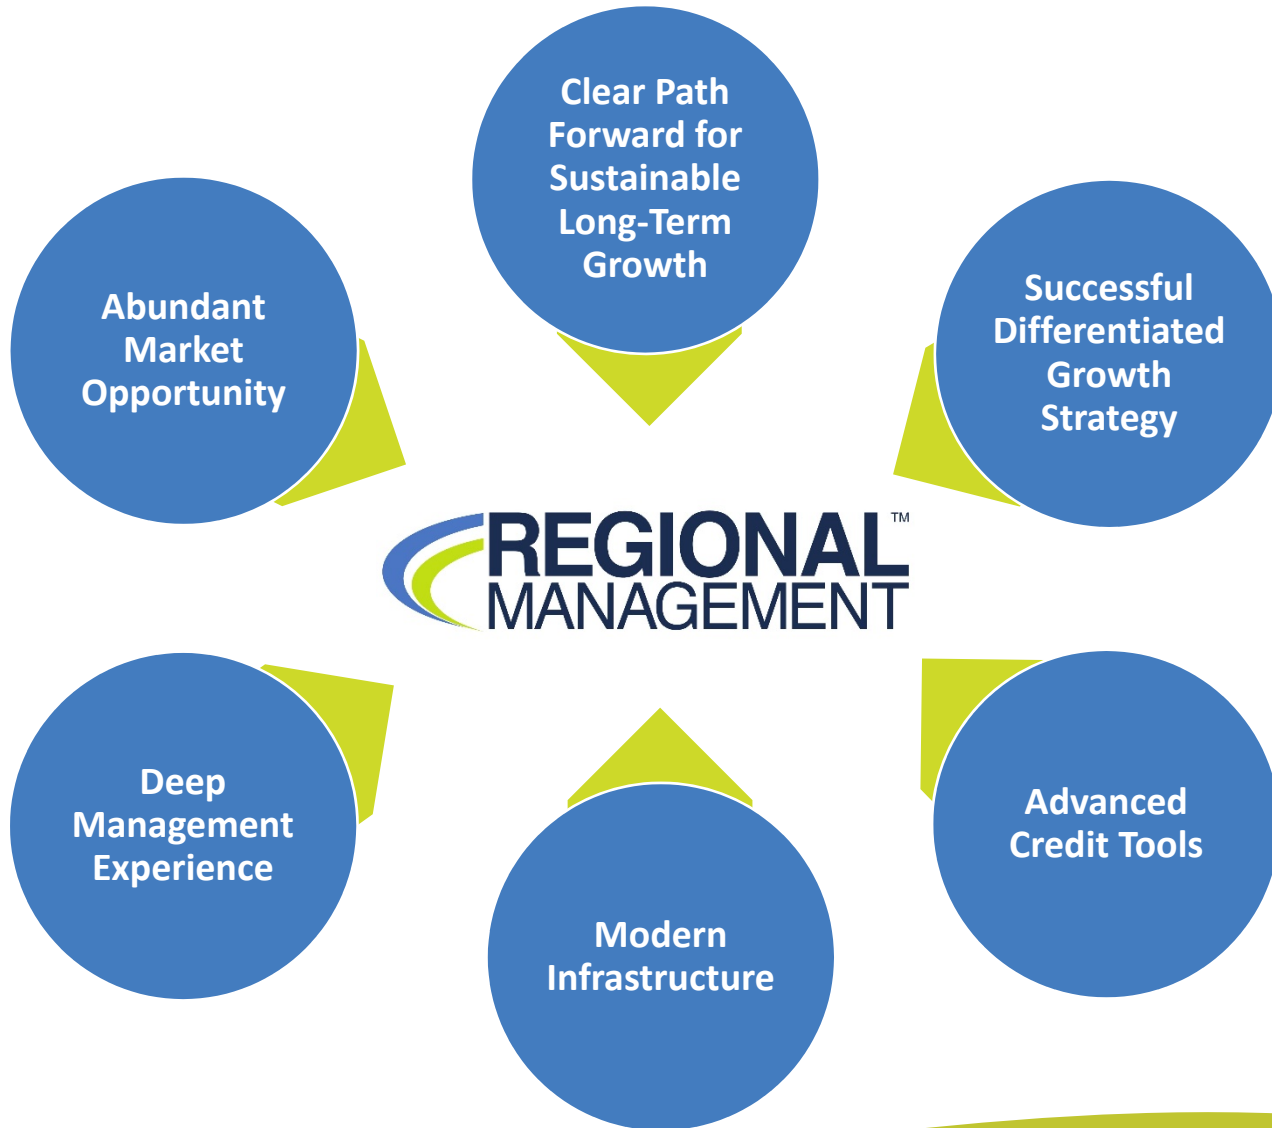 Clear Path
Forward for
Sustainable
Long-Term
Growth
Successful
Differentiated
Growth
Strategy
Abundant
Market
Opportunity
REGIONAL™
MANAGEMENT
Deep
Management
Experience
Advanced
Credit Tools
Modern
Infrastructure